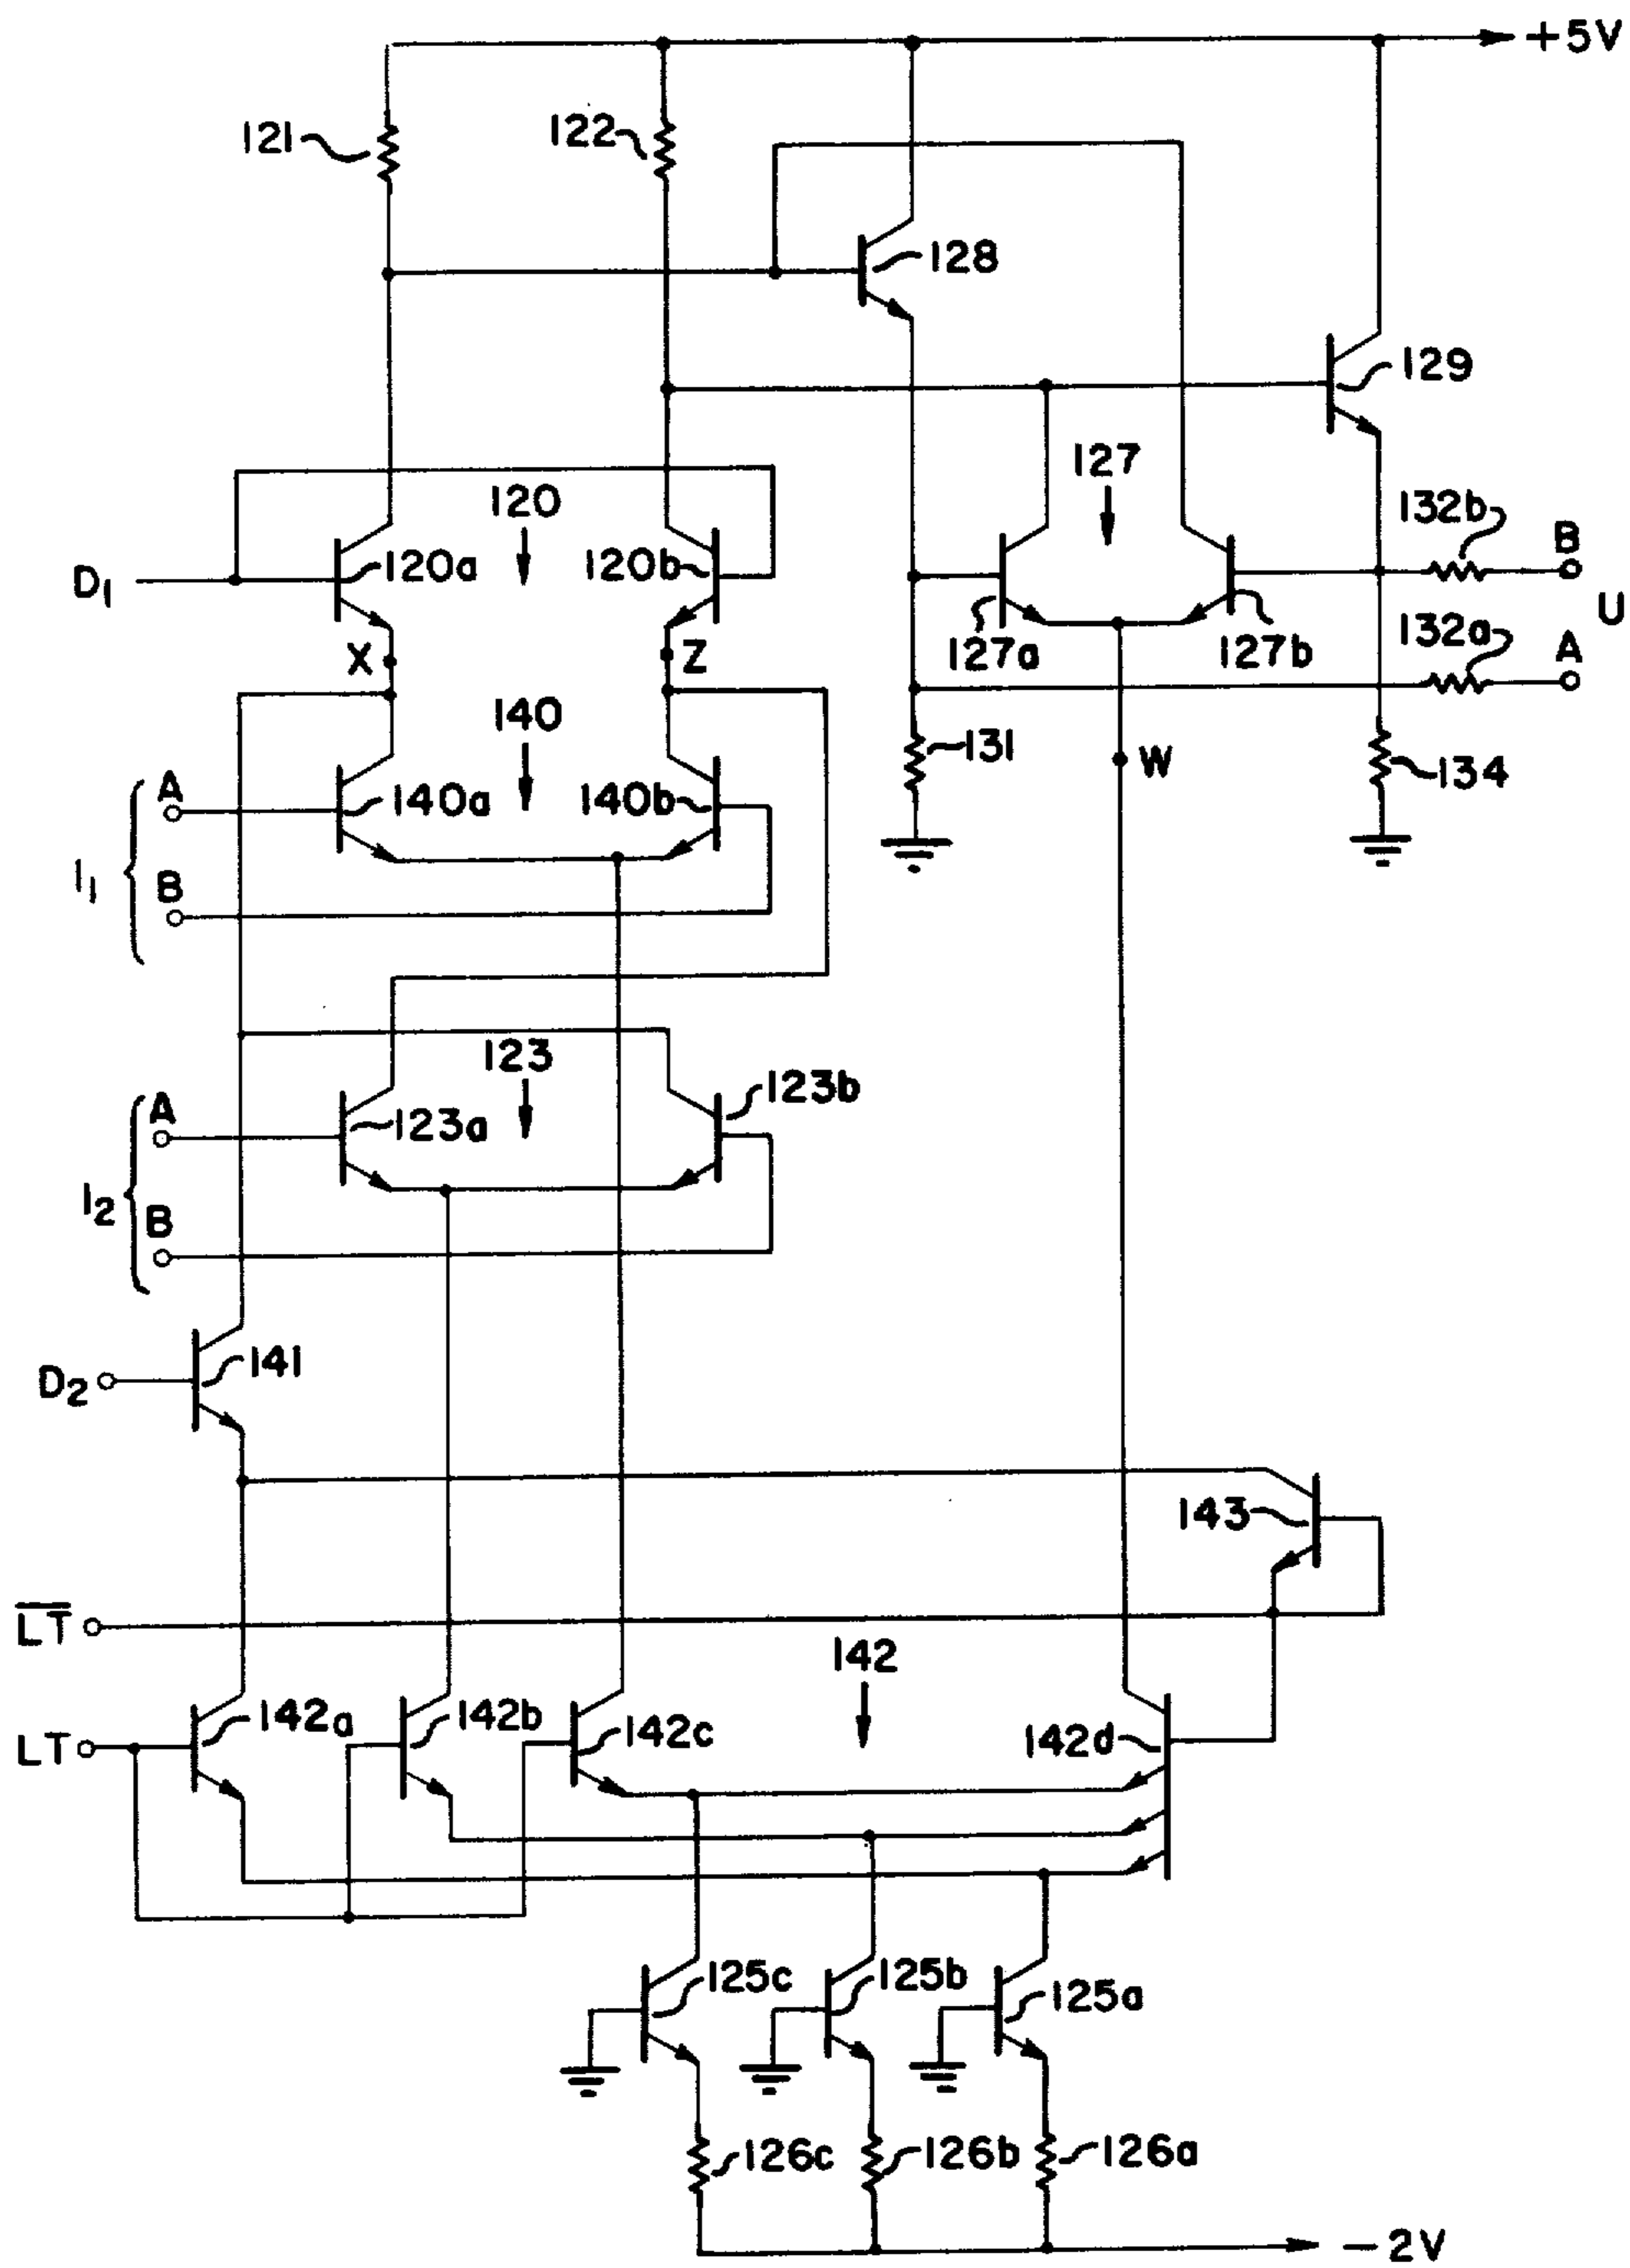 +5V
121
122
128
129
127
132b
B
120
D1
120a
120b
U
X
Z
127a
127b
132a
A
140
131
W
134
A
140a
140b
I1
B
123
123b
A
123a
I2
B
141
D2
143
L̅T̅
142
LT
142a
142b
142c
142d
125c
125b
125a
126c
126b
126a
-2V